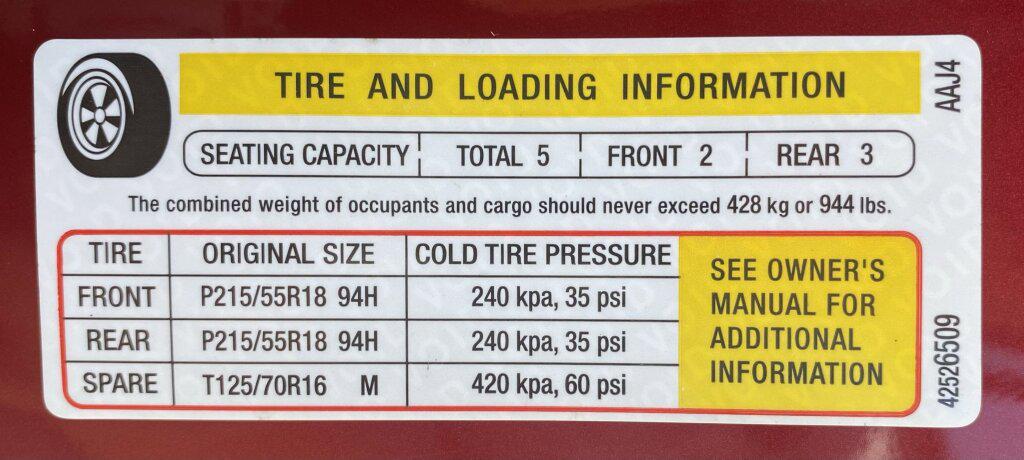 TIRE AND LOADING INFORMATION
SEATING CAPACITY TOTAL 5 FRONT 2 REAR 3
The combined weight of occupants and cargo should never exceed 428 kg or 944 lbs.
TIRE ORIGINAL SIZE COLD TIRE PRESSURE
FRONT P215/55R18 94H 240 kpa, 35 psi
REAR P215/55R18 94H 240 kpa, 35 psi
SPARE T125/70R16 M 420 kpa, 60 psi
SEE OWNER'S
MANUAL FOR
ADDITIONAL
INFORMATION
AAJ4
42526509